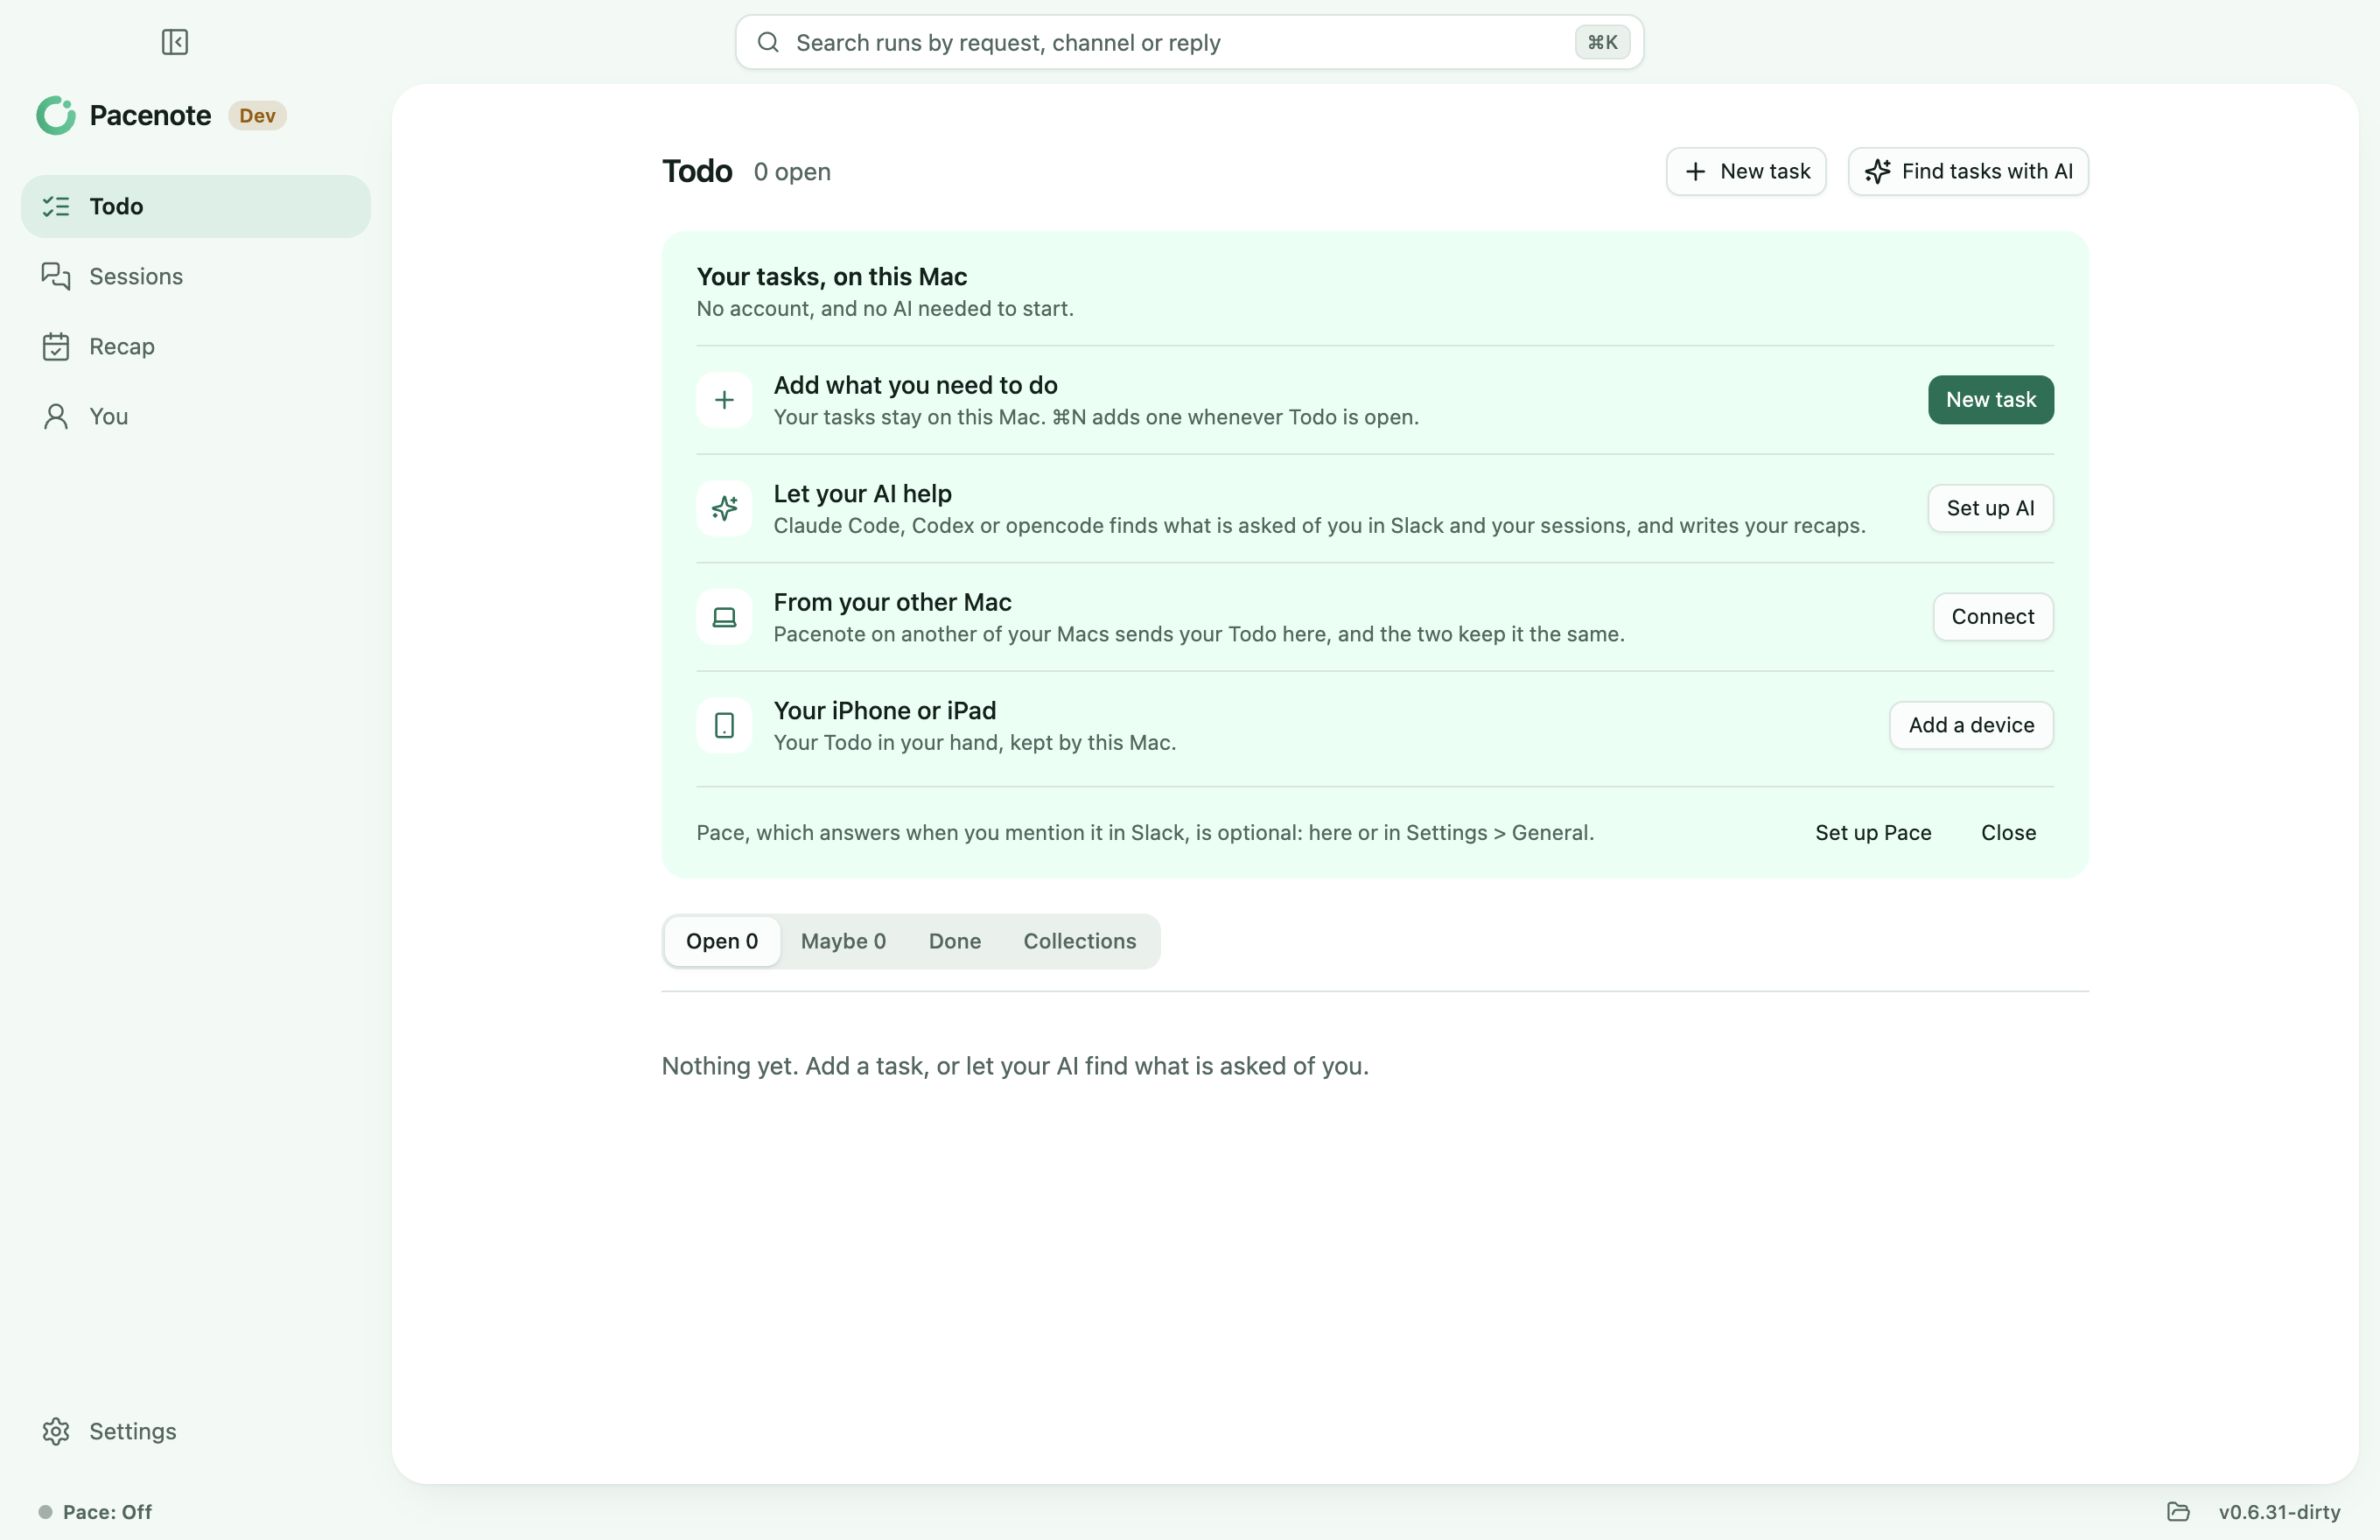 Search runs by request, channel or reply
⌘K
Pacenote
Dev
Todo
Sessions
Recap
You
Todo
0 open
New task
Find tasks with AI
Your tasks, on this Mac
No account, and no AI needed to start.
Add what you need to do
Your tasks stay on this Mac. ⌘N adds one whenever Todo is open.
New task
Let your AI help
Claude Code, Codex or opencode finds what is asked of you in Slack and your sessions, and writes your recaps.
Set up AI
From your other Mac
Pacenote on another of your Macs sends your Todo here, and the two keep it the same.
Connect
Your iPhone or iPad
Your Todo in your hand, kept by this Mac.
Add a device
Pace, which answers when you mention it in Slack, is optional: here or in Settings > General.
Set up Pace
Close
Open 0
Maybe 0
Done
Collections
Nothing yet. Add a task, or let your AI find what is asked of you.
Settings
Pace: Off
v0.6.31-dirty